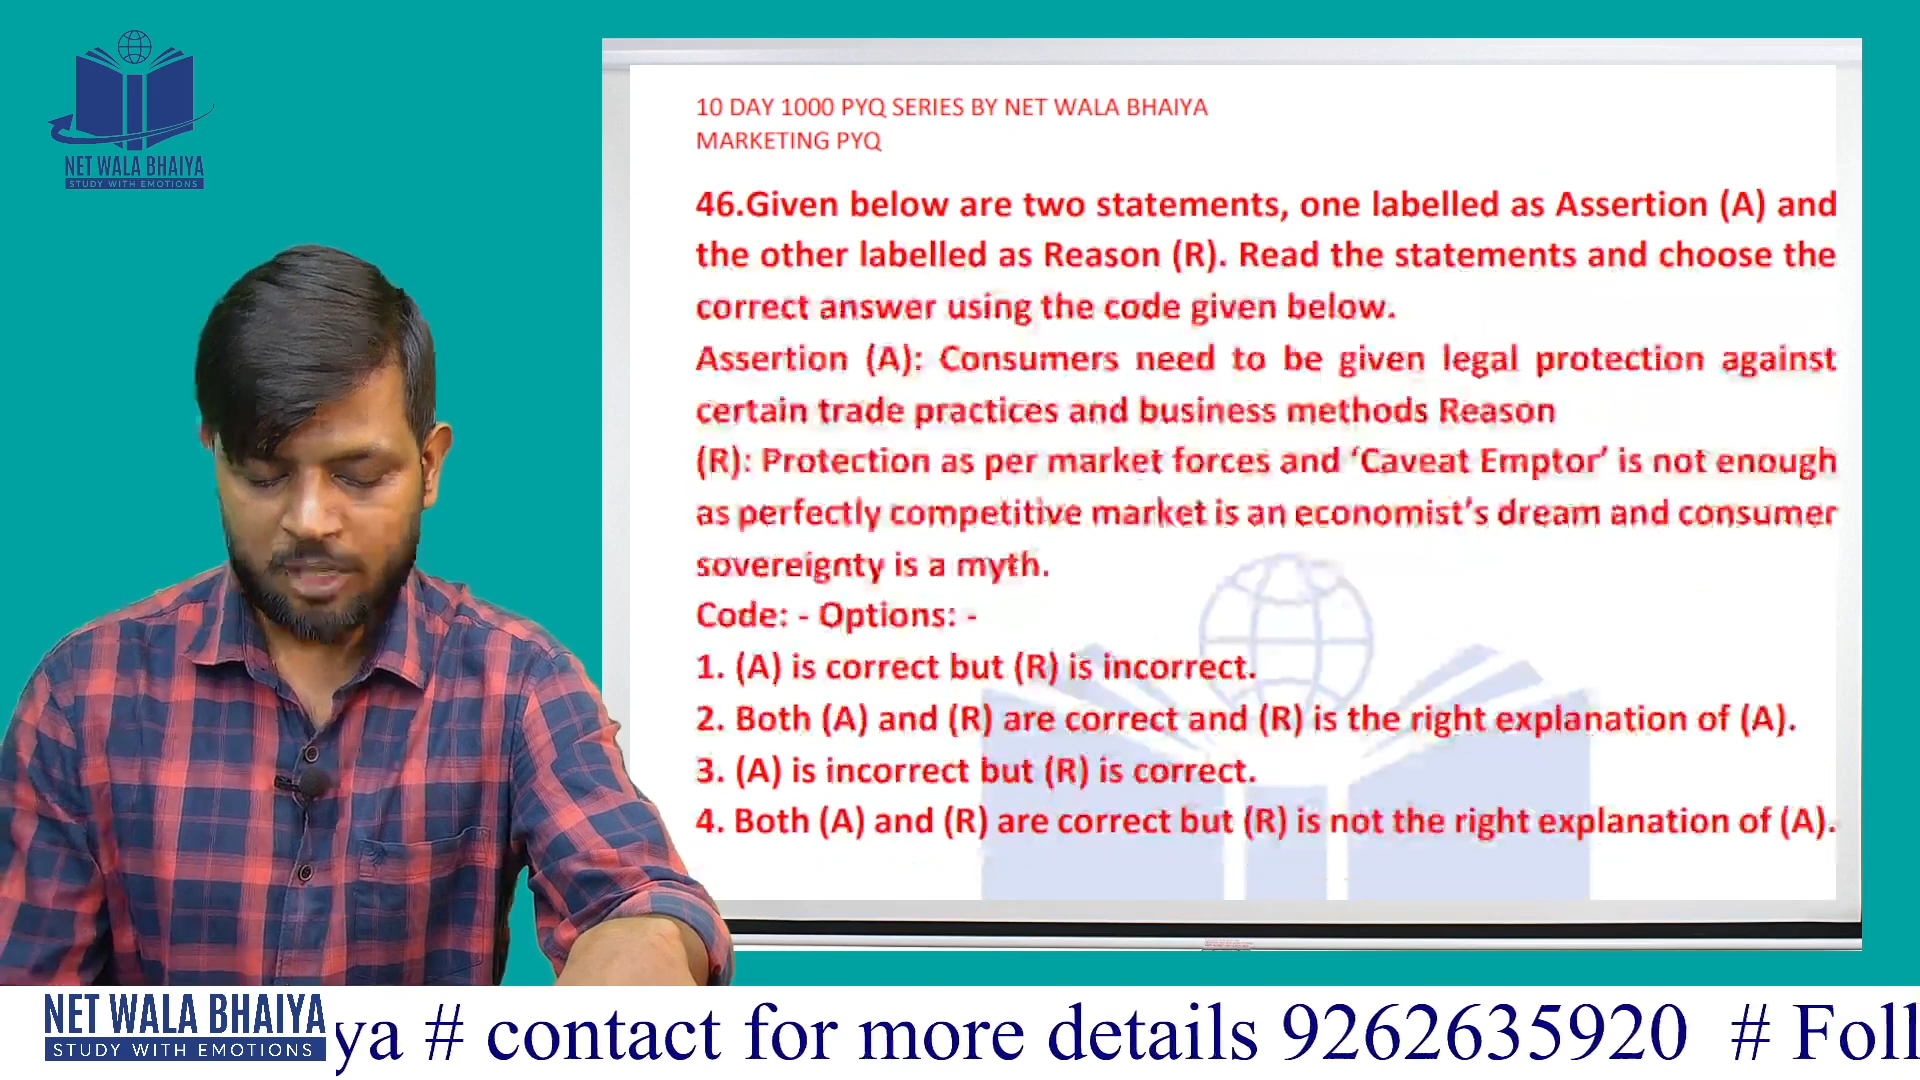 NET WALA BHAIYA
STUDY WITH EMOTIONS
10 DAY 1000 PYQ SERIES BY NET WALA BHAIYA
MARKETING PYQ
46.Given below are two statements, one labelled as Assertion (A) and
the other labelled as Reason (R). Read the statements and choose the
correct answer using the code given below.
Assertion (A): Consumers need to be given legal protection against
certain trade practices and business methods Reason
(R): Protection as per market forces and ‘Caveat Emptor’ is not enough
as perfectly competitive market is an economist’s dream and consumer
sovereignty is a myth.
Code: - Options: -
1. (A) is correct but (R) is incorrect.
2. Both (A) and (R) are correct and (R) is the right explanation of (A).
3. (A) is incorrect but (R) is correct.
4. Both (A) and (R) are correct but (R) is not the right explanation of (A).
NET WALA BHAIYA
STUDY WITH EMOTIONS
ya # contact for more details 9262635920 # Foll